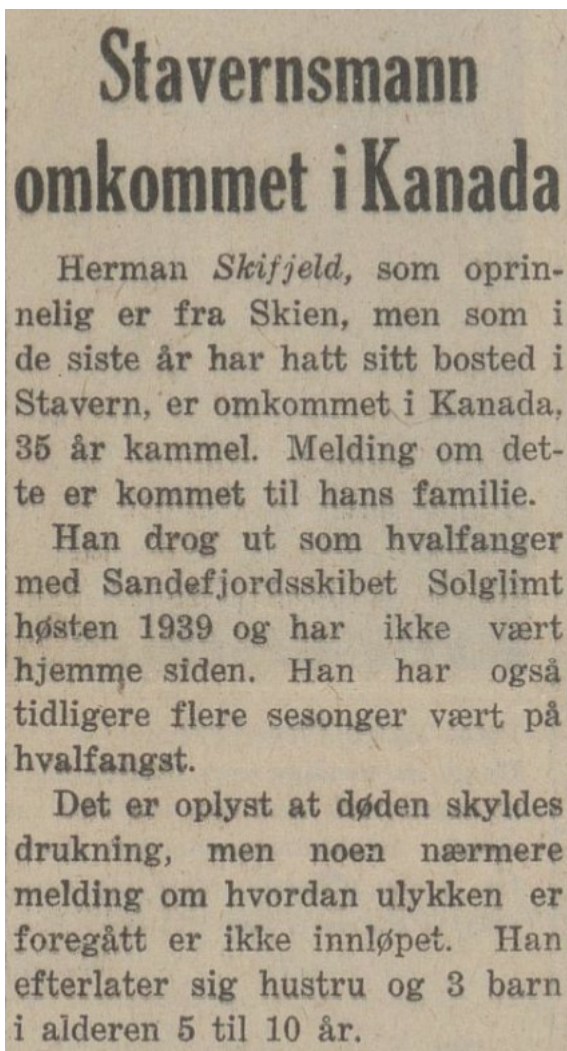 Stavernsmann
omkommet i Kanada
Herman Skifjeld, som oprin-
nelig er fra Skien, men som i
de siste år har hatt sitt bosted i
Stavern, er omkommet i Kanada,
35 år kammel. Melding om det-
te er kommet til hans familie.
Han drog ut som hvalfanger
med Sandefjordsskibet Solglimt
høsten 1939 og har ikke vært
hjemme siden. Han har også
tidligere flere sesonger vært på
hvalfangst.
Det er oplyst at døden skyldes
drukning, men noen nærmere
melding om hvordan ulykken er
foregått er ikke innløpet. Han
efterlater sig hustru og 3 barn
i alderen 5 til 10 år.